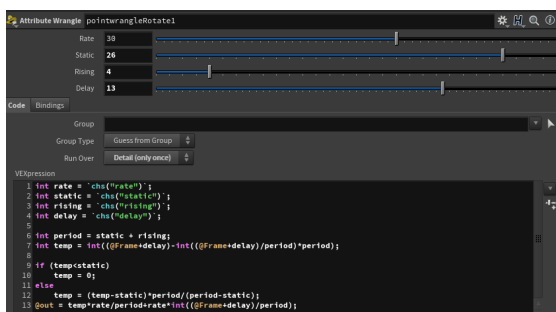 Attribute Wrangle pointwrangleRotate1
Rate 30
Static 26
Rising 4
Delay 13
Code Bindings
Group
Group Type Guess from Group
Run Over Detail (only once)
VEXpression
1 int rate = `chs("rate")`;
2 int static = `chs("static")`;
3 int rising = `chs("rising")`;
4 int delay = `chs("delay")`;
5
6 int period = static + rising;
7 int temp = int((@Frame+delay)-int((@Frame+delay)/period)*period);
8
9 if (temp<static)
10 temp = 0;
11 else
12 temp = (temp-static)*period/(period-static);
13 @out = temp*rate/period+rate*int((@Frame+delay)/period);